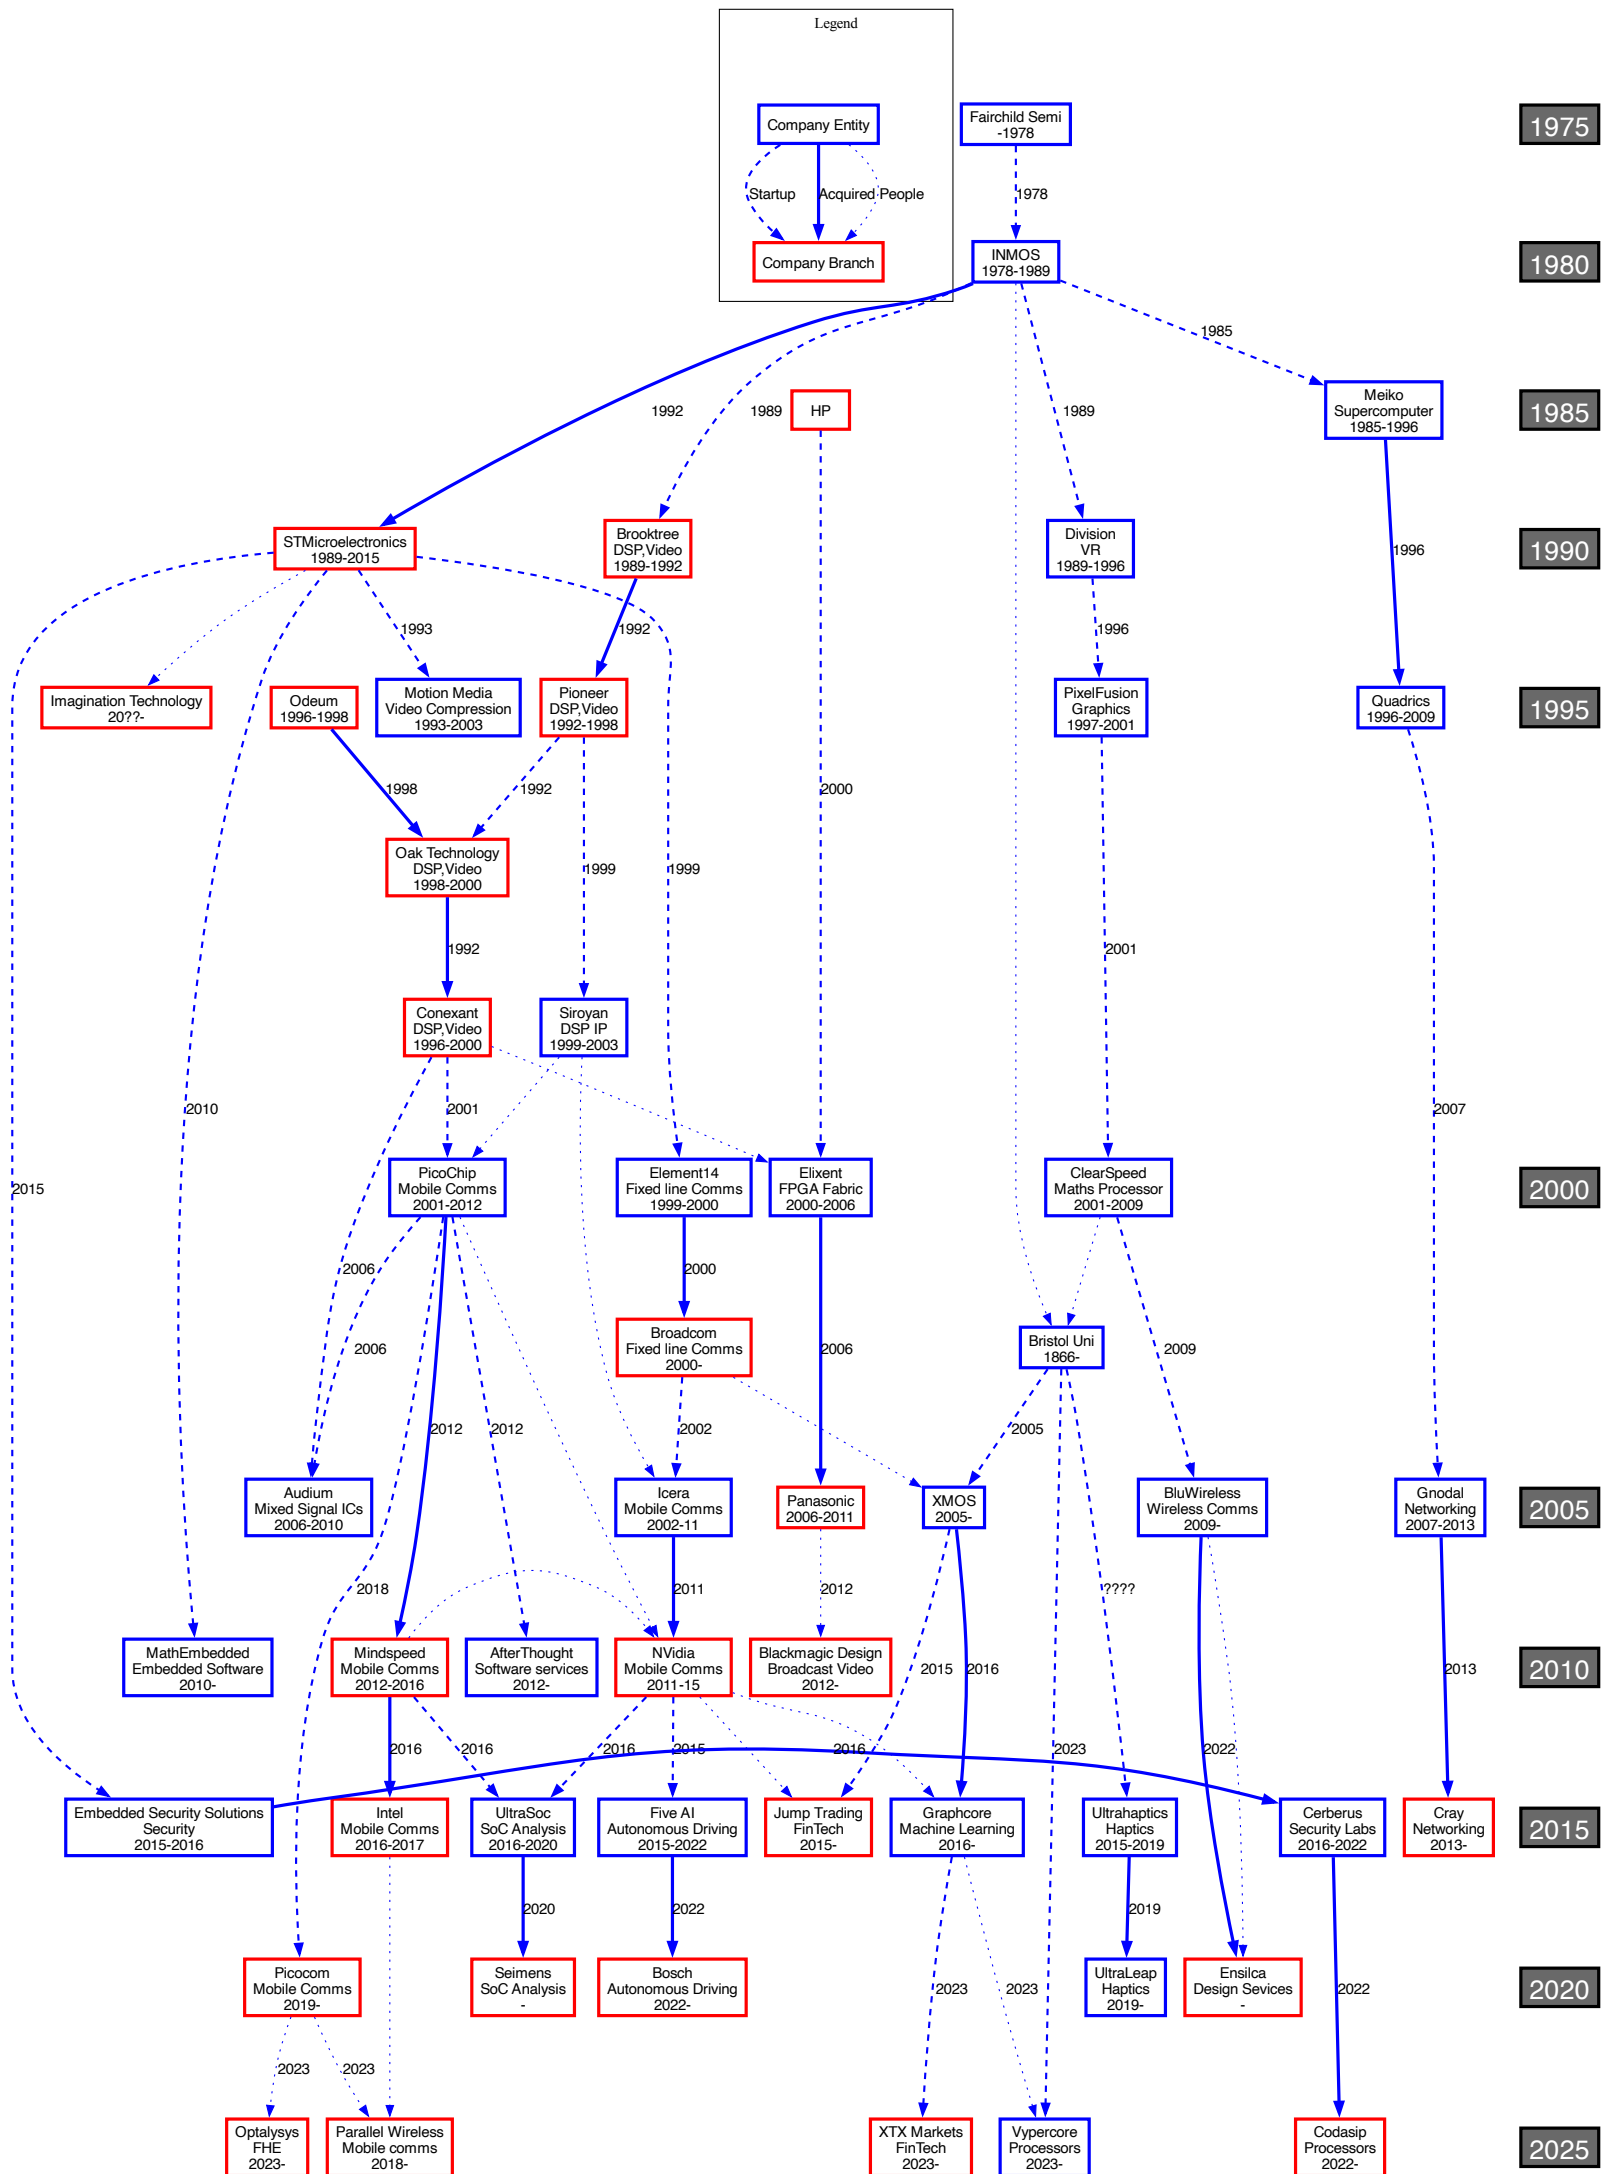 Legend
Company Entity
Startup
Acquired
People
Company Branch
Fairchild Semi
-1978
1975
1978
INMOS
1978-1989
1980
1985
1992
1989
HP
1989
Meiko
Supercomputer
1985-1996
1985
STMicroelectronics
1989-2015
Brooktree
DSP,Video
1989-1992
Division
VR
1989-1996
1996
1990
1993
1992
1996
Imagination Technology
20??-
Odeum
1996-1998
Motion Media
Video Compression
1993-2003
Pioneer
DSP,Video
1992-1998
PixelFusion
Graphics
1997-2001
Quadrics
1996-2009
1995
1998
1992
2000
Oak Technology
DSP,Video
1998-2000
1999
1999
1992
2001
Conexant
DSP,Video
1996-2000
Siroyan
DSP IP
1999-2003
2010
2001
2007
2015
PicoChip
Mobile Comms
2001-2012
Element14
Fixed line Comms
1999-2000
Elixent
FPGA Fabric
2000-2006
ClearSpeed
Maths Processor
2001-2009
2000
2006
2000
2006
Broadcom
Fixed line Comms
2000-
2006
Bristol Uni
1866-
2009
2012
2012
2002
2005
Audium
Mixed Signal ICs
2006-2010
Icera
Mobile Comms
2002-11
Panasonic
2006-2011
XMOS
2005-
BluWireless
Wireless Comms
2009-
Gnodal
Networking
2007-2013
2005
2018
2011
2012
????
MathEmbedded
Embedded Software
2010-
Mindspeed
Mobile Comms
2012-2016
AfterThought
Software services
2012-
NVidia
Mobile Comms
2011-15
Blackmagic Design
Broadcast Video
2012-
2015
2016
2013
2010
2016
2016
2016
2015
2016
2023
2022
Embedded Security Solutions
Security
2015-2016
Intel
Mobile Comms
2016-2017
UltraSoc
SoC Analysis
2016-2020
Five AI
Autonomous Driving
2015-2022
Jump Trading
FinTech
2015-
Graphcore
Machine Learning
2016-
Ultrahaptics
Haptics
2015-2019
Cerberus
Security Labs
2016-2022
Cray
Networking
2013-
2015
2020
2022
2019
Picocom
Mobile Comms
2019-
Seimens
SoC Analysis
-
Bosch
Autonomous Driving
2022-
2023
2023
UltraLeap
Haptics
2019-
Ensilca
Design Sevices
-
2022
2020
2023
2023
Optalysys
FHE
2023-
Parallel Wireless
Mobile comms
2018-
XTX Markets
FinTech
2023-
Vypercore
Processors
2023-
Codasip
Processors
2022-
2025